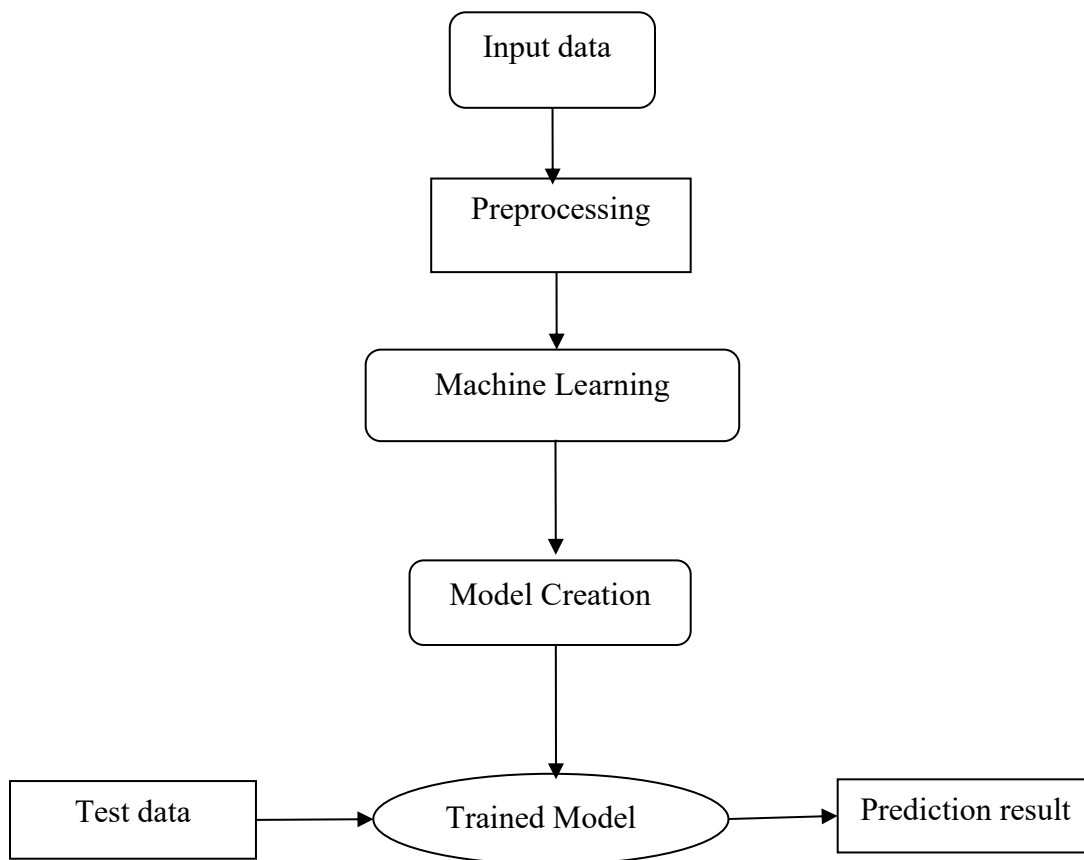 Input data
Preprocessing
Machine Learning
Model Creation
Test data
Trained Model
Prediction result